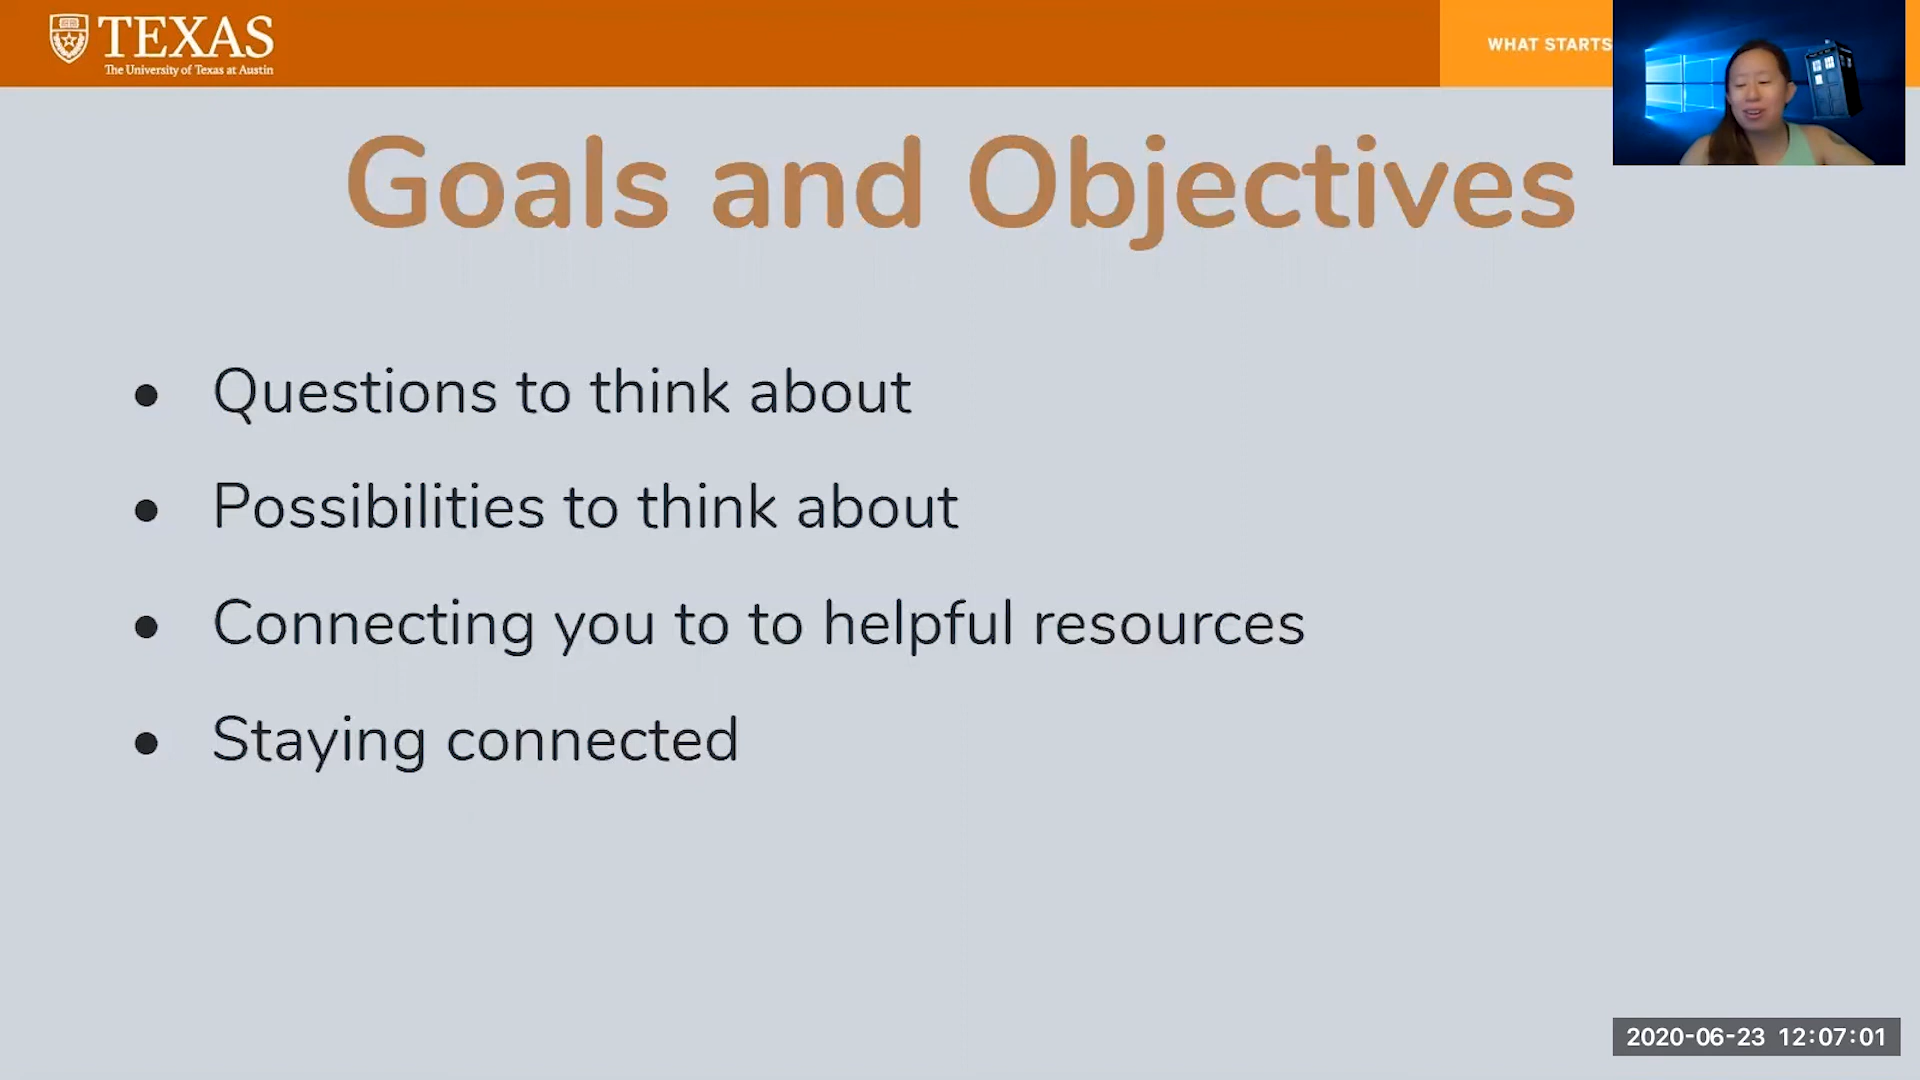 TEXAS
The University of Texas at Austin
WHAT STARTS
Goals and Objectives
• Questions to think about
• Possibilities to think about
• Connecting you to to helpful resources
• Staying connected
2020-06-23 12:07:01